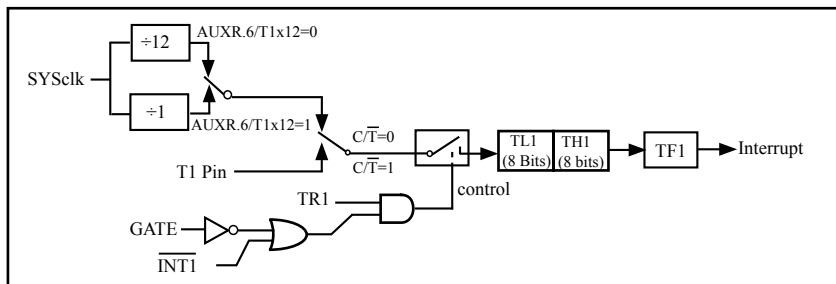 ÷12
AUXR.6/T1x12=0
SYSclk
÷1
AUXR.6/T1x12=1
C/T̅=0
C/T̅=1
T1 Pin
TL1
(8 Bits)
TH1
(8 bits)
TF1
Interrupt
control
TR1
GATE
I̅N̅T̅1̅